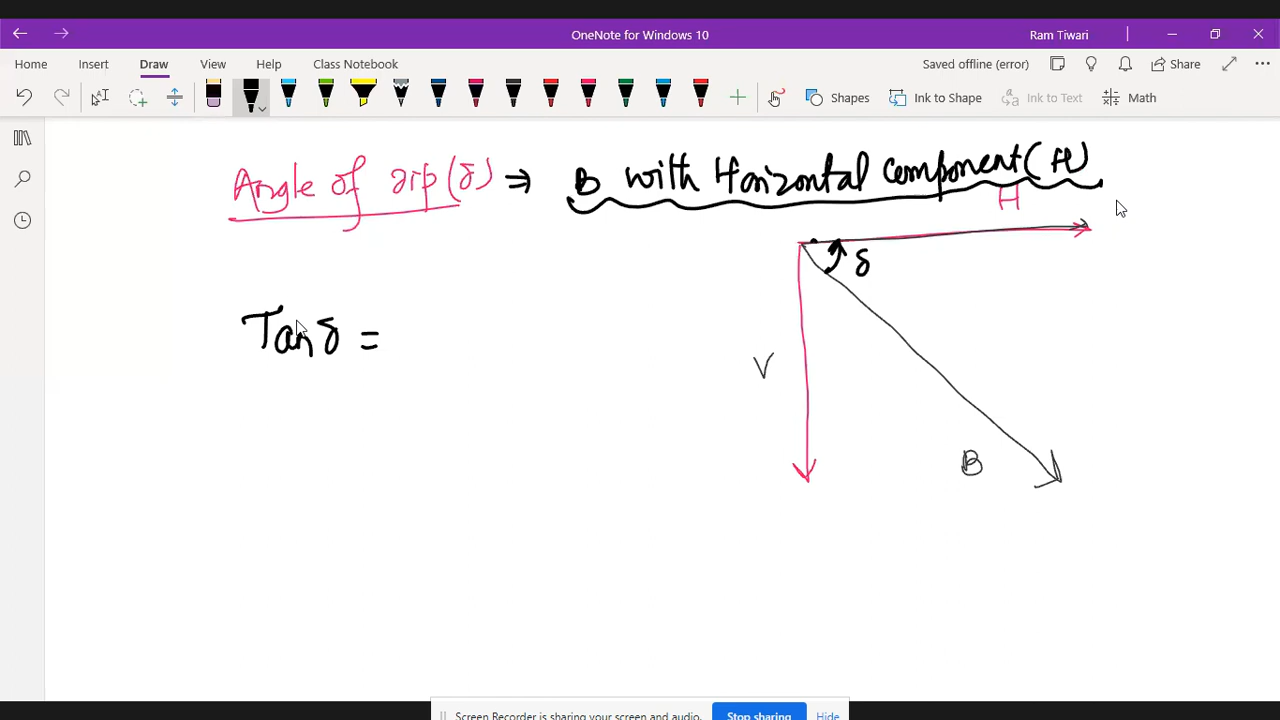 OneNote for Windows 10
Ram Tiwari
Home Insert Draw View Help Class Notebook
Saved offline (error) Share
Shapes Ink to Shape Ink to Text Math
Angle of dip (δ) ⇒ B with Horizontal component (H)
H
δ
Tan δ =
V
B
Screen Recorder is sharing your screen and audio. Stop sharing Hide